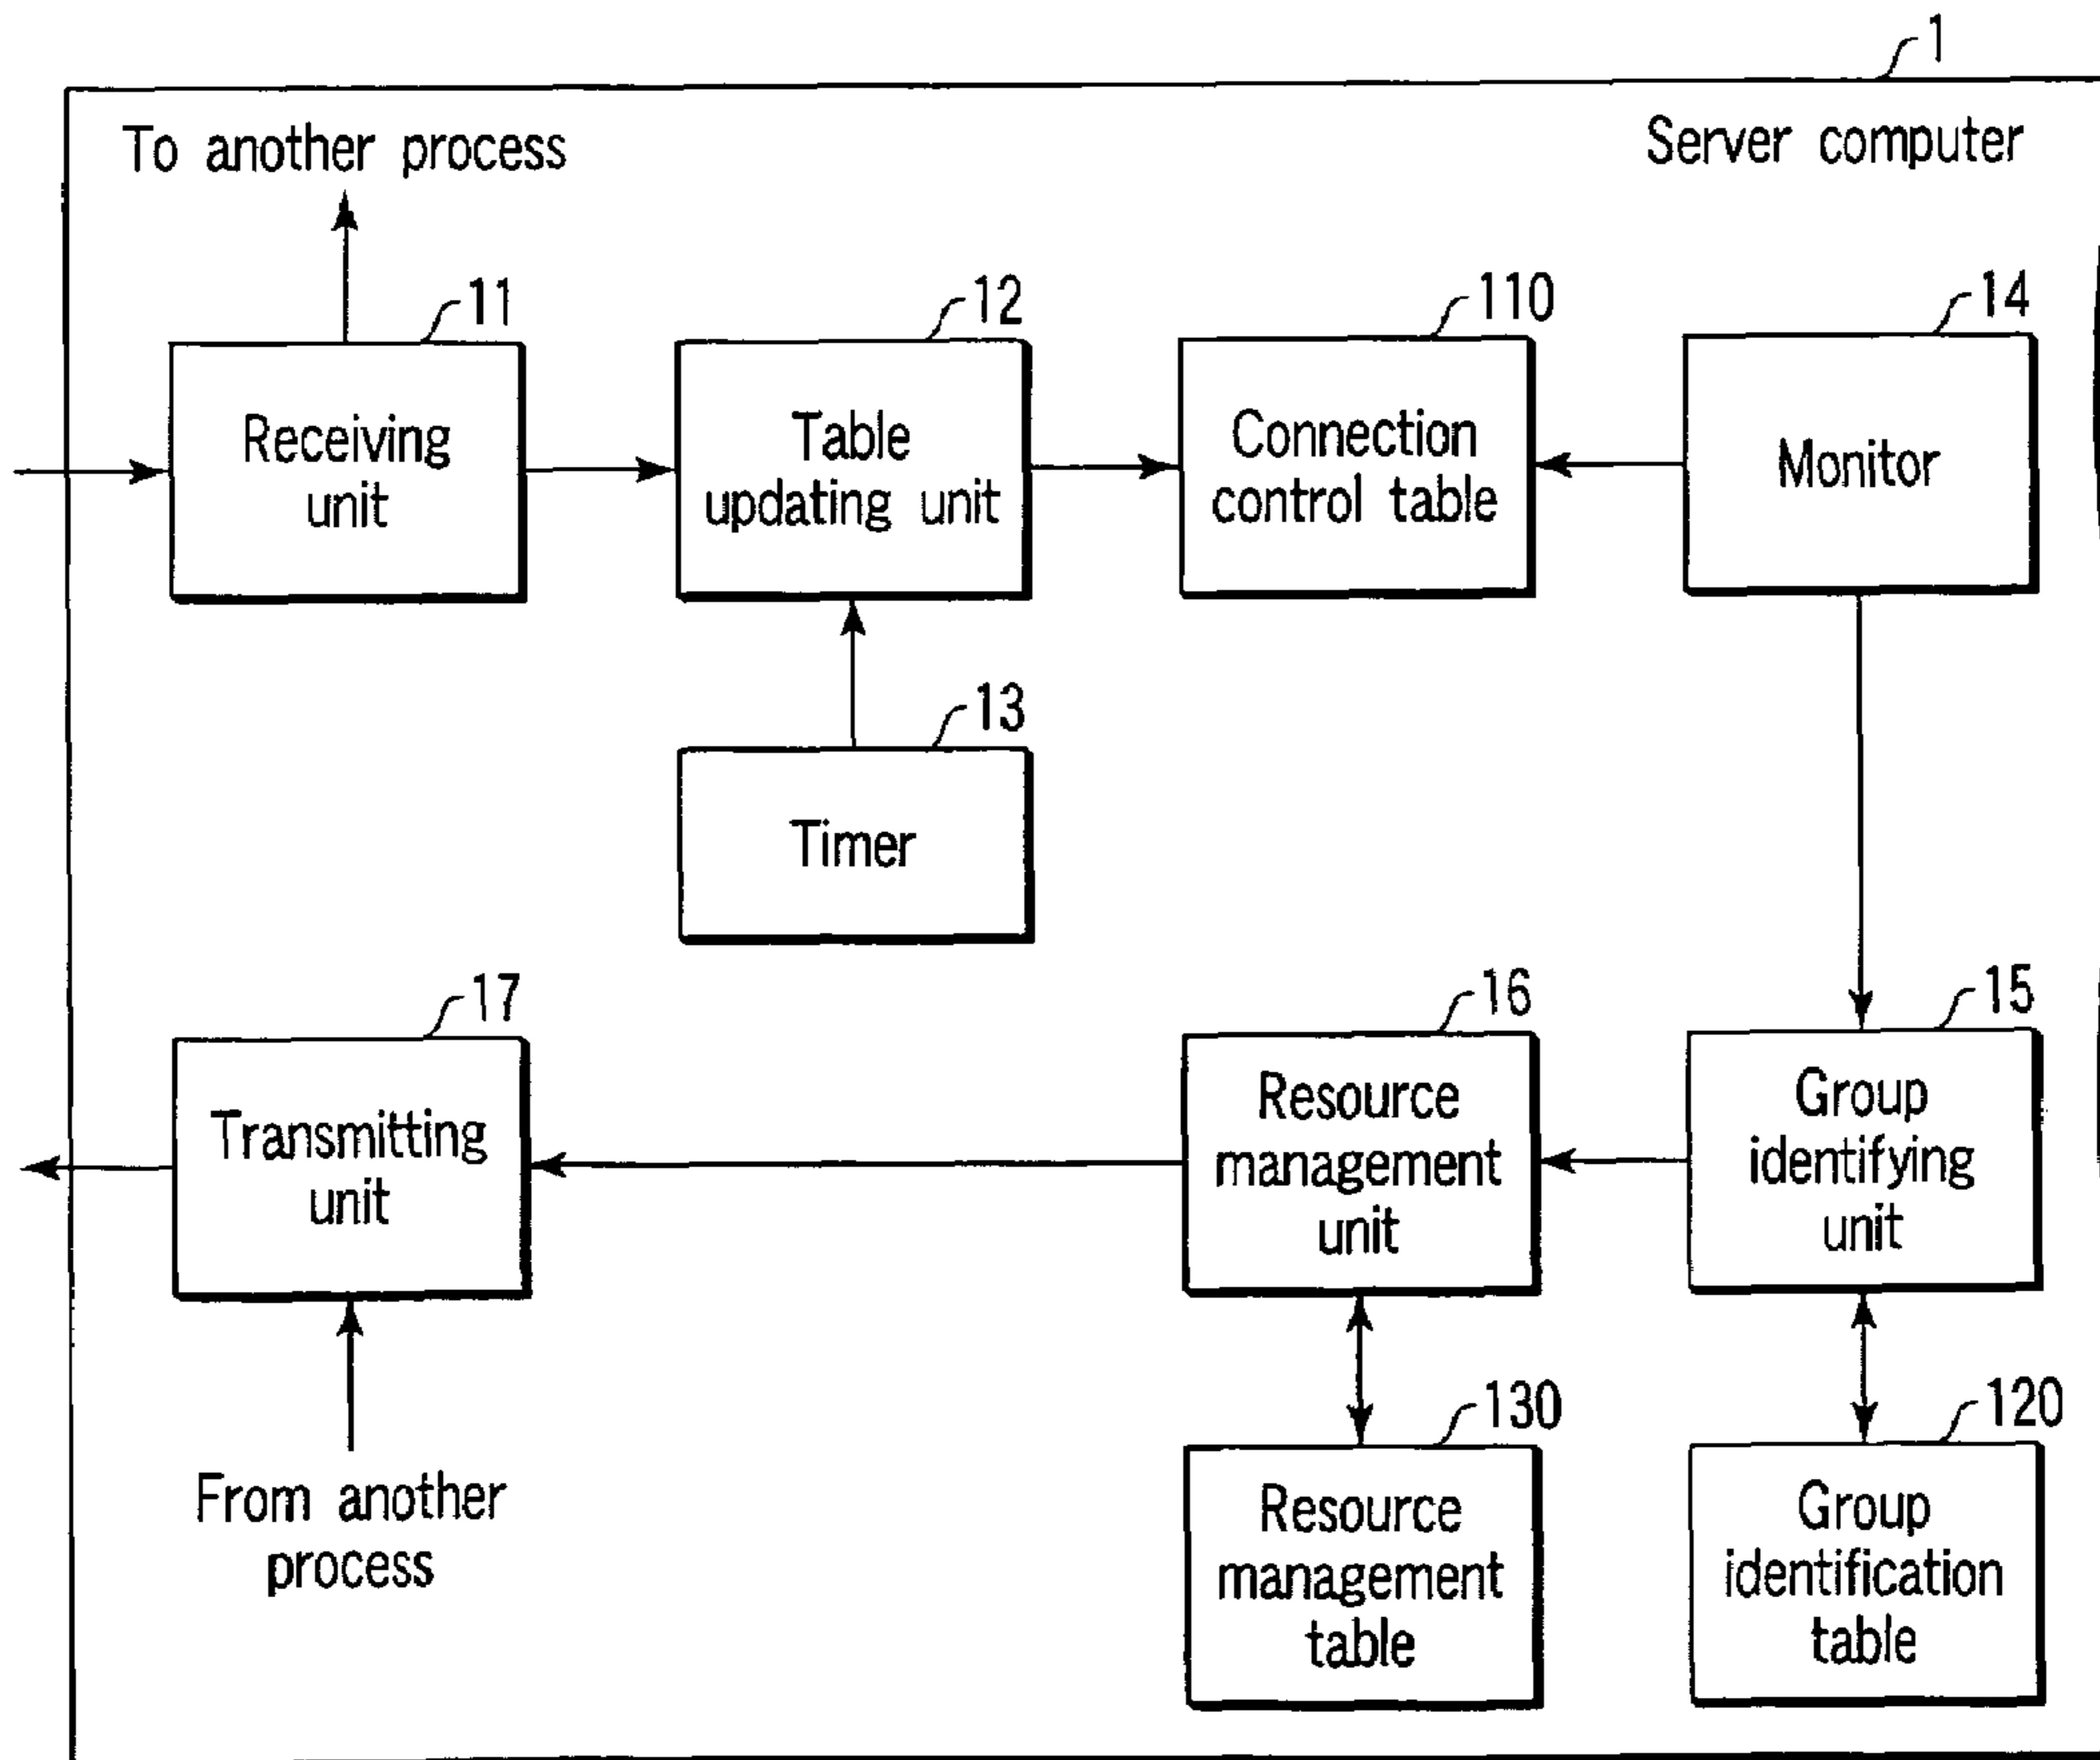 1
To another process
Server computer
11
12
110
14
Receiving
unit
Table
updating unit
Connection
control table
Monitor
13
Timer
17
16
15
Transmitting
unit
Resource
management
unit
Group
identifying
unit
From another
process
130
120
Resource
management
table
Group
identification
table